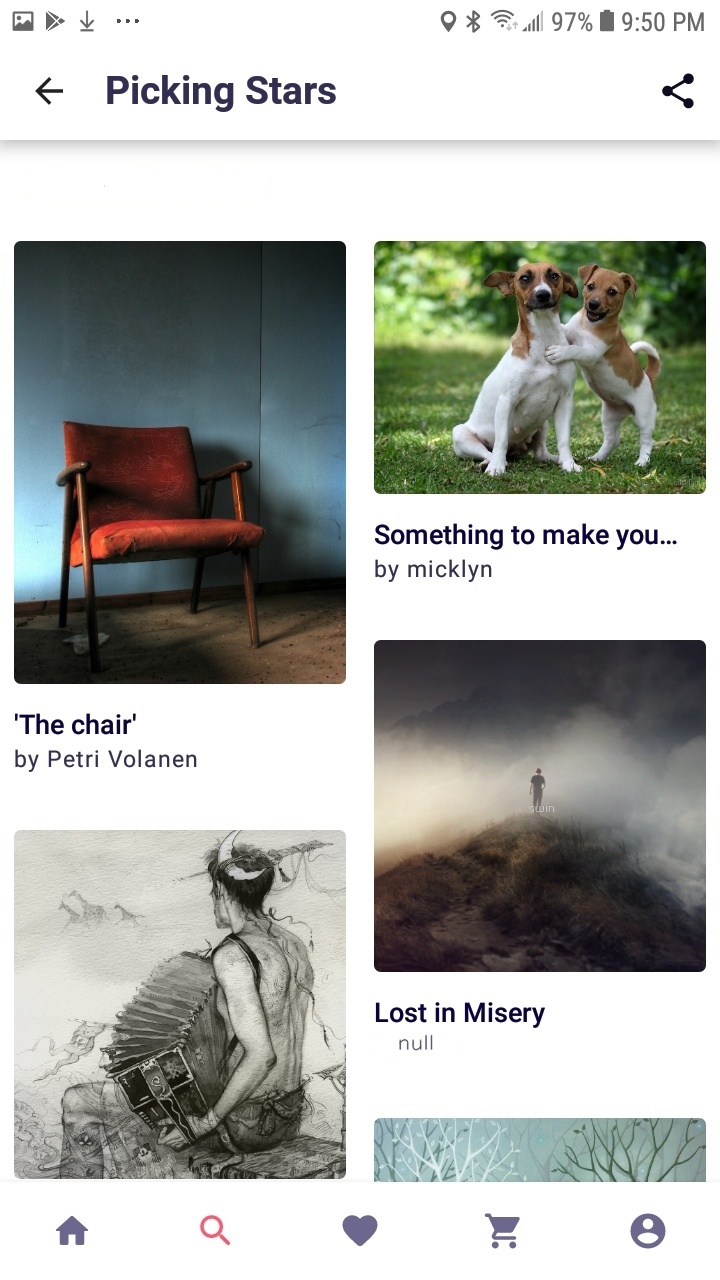 97% 9:50 PM
Picking Stars
'The chair'
by Petri Volanen
Something to make you...
by micklyn
swin
Lost in Misery
null